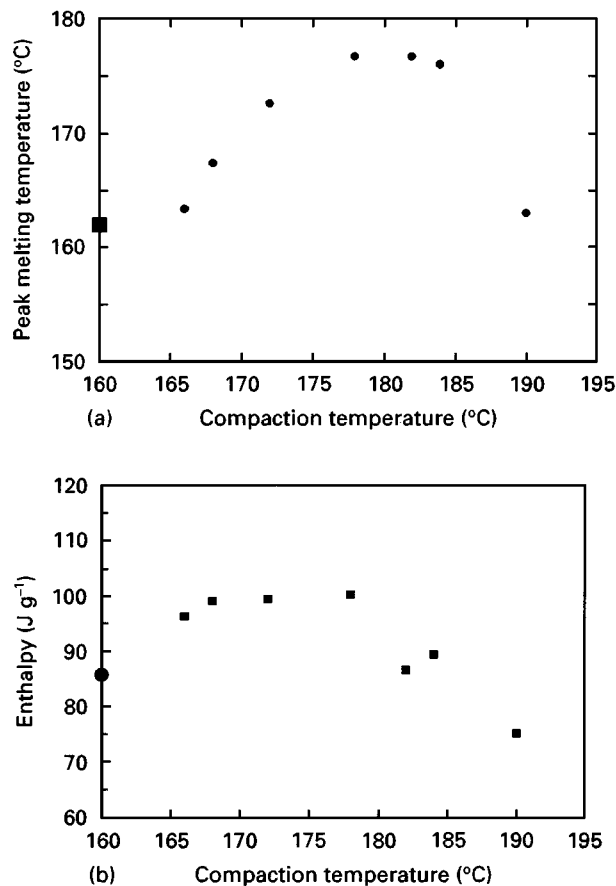 180
170
160
150
Peak melting temperature (°C)
160 165 170 175 180 185 190 195
(a) Compaction temperature (°C)
120
110
100
90
80
70
60
Enthalpy (J g⁻¹)
160 165 170 175 180 185 190 195
(b) Compaction temperature (°C)